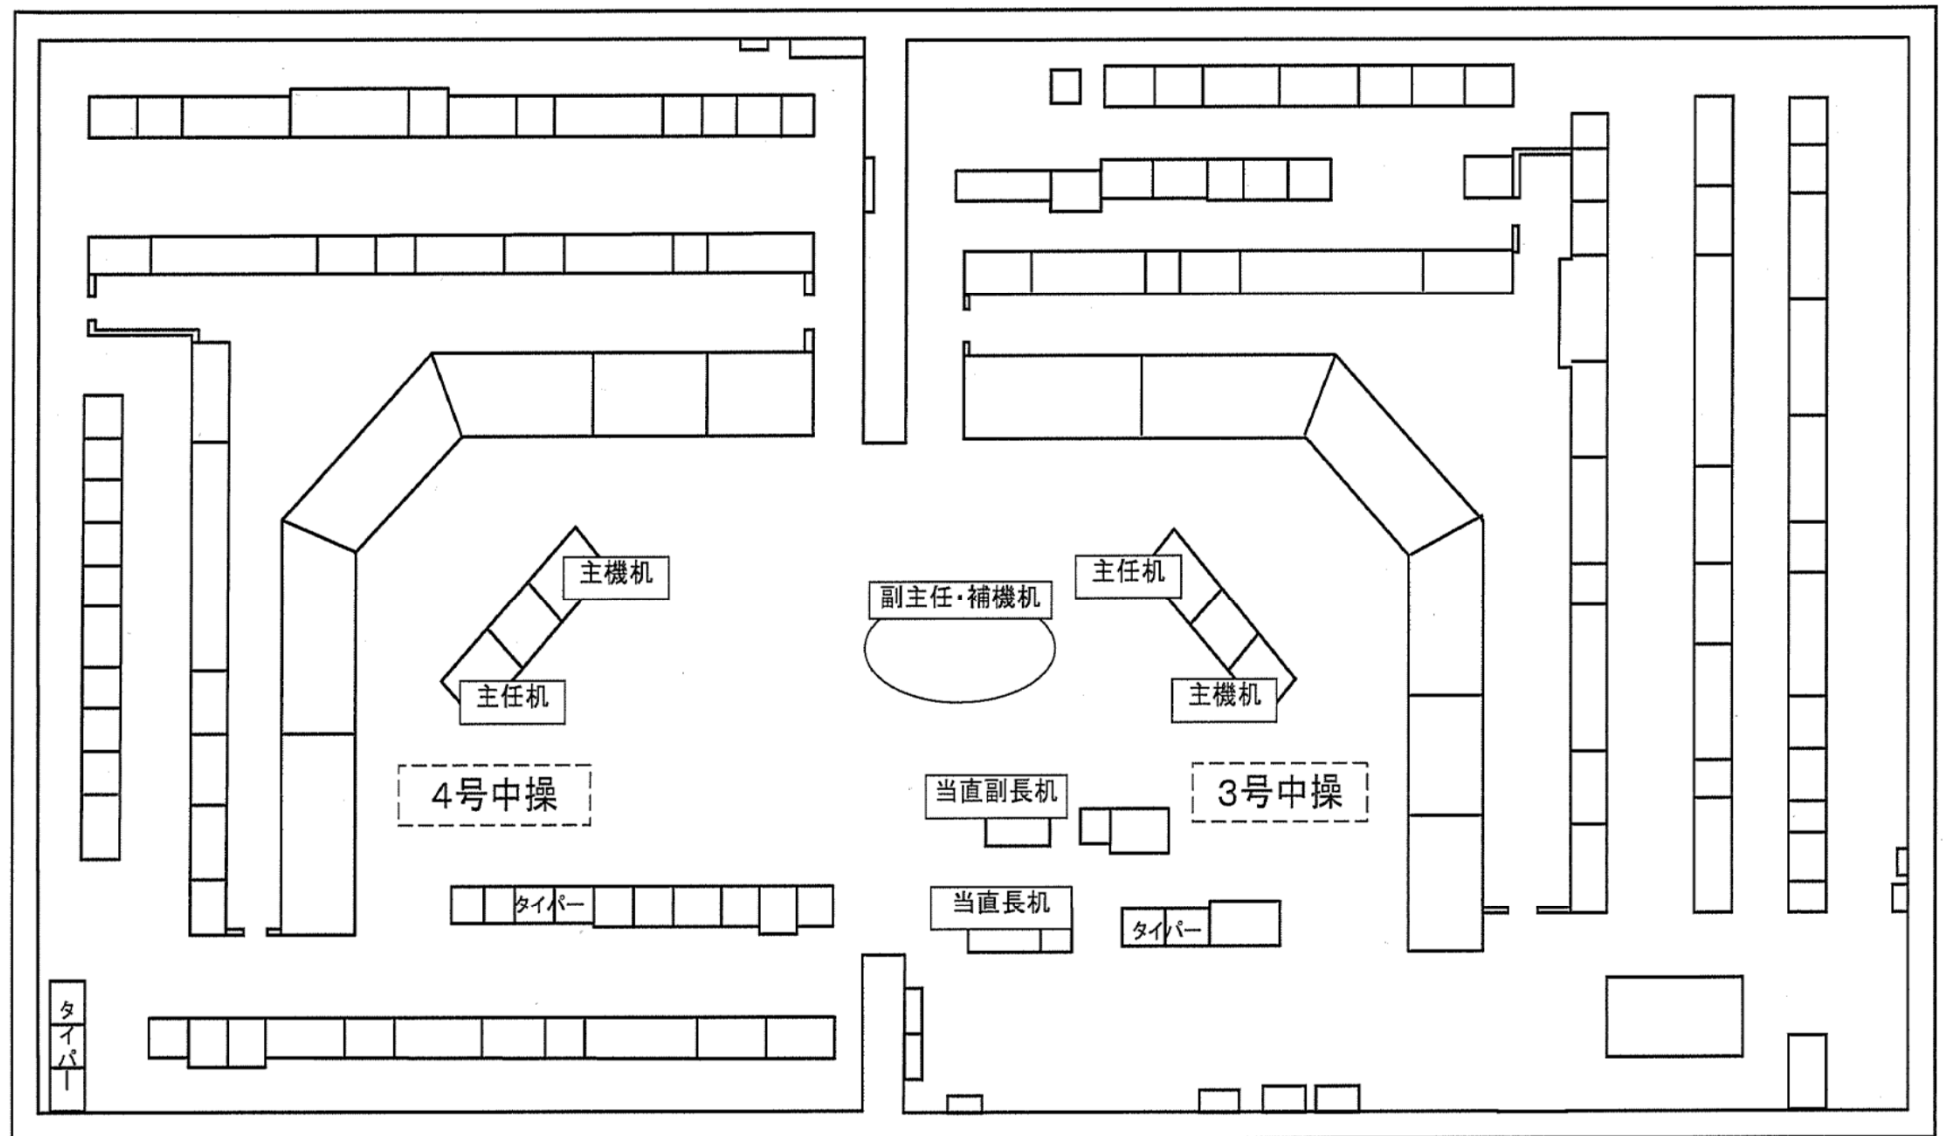 主機机
主任机
副主任・補機机
主任机
主機机
4号中操
当直副長机
3号中操
タイパー
当直長机
タイパー
タイパー